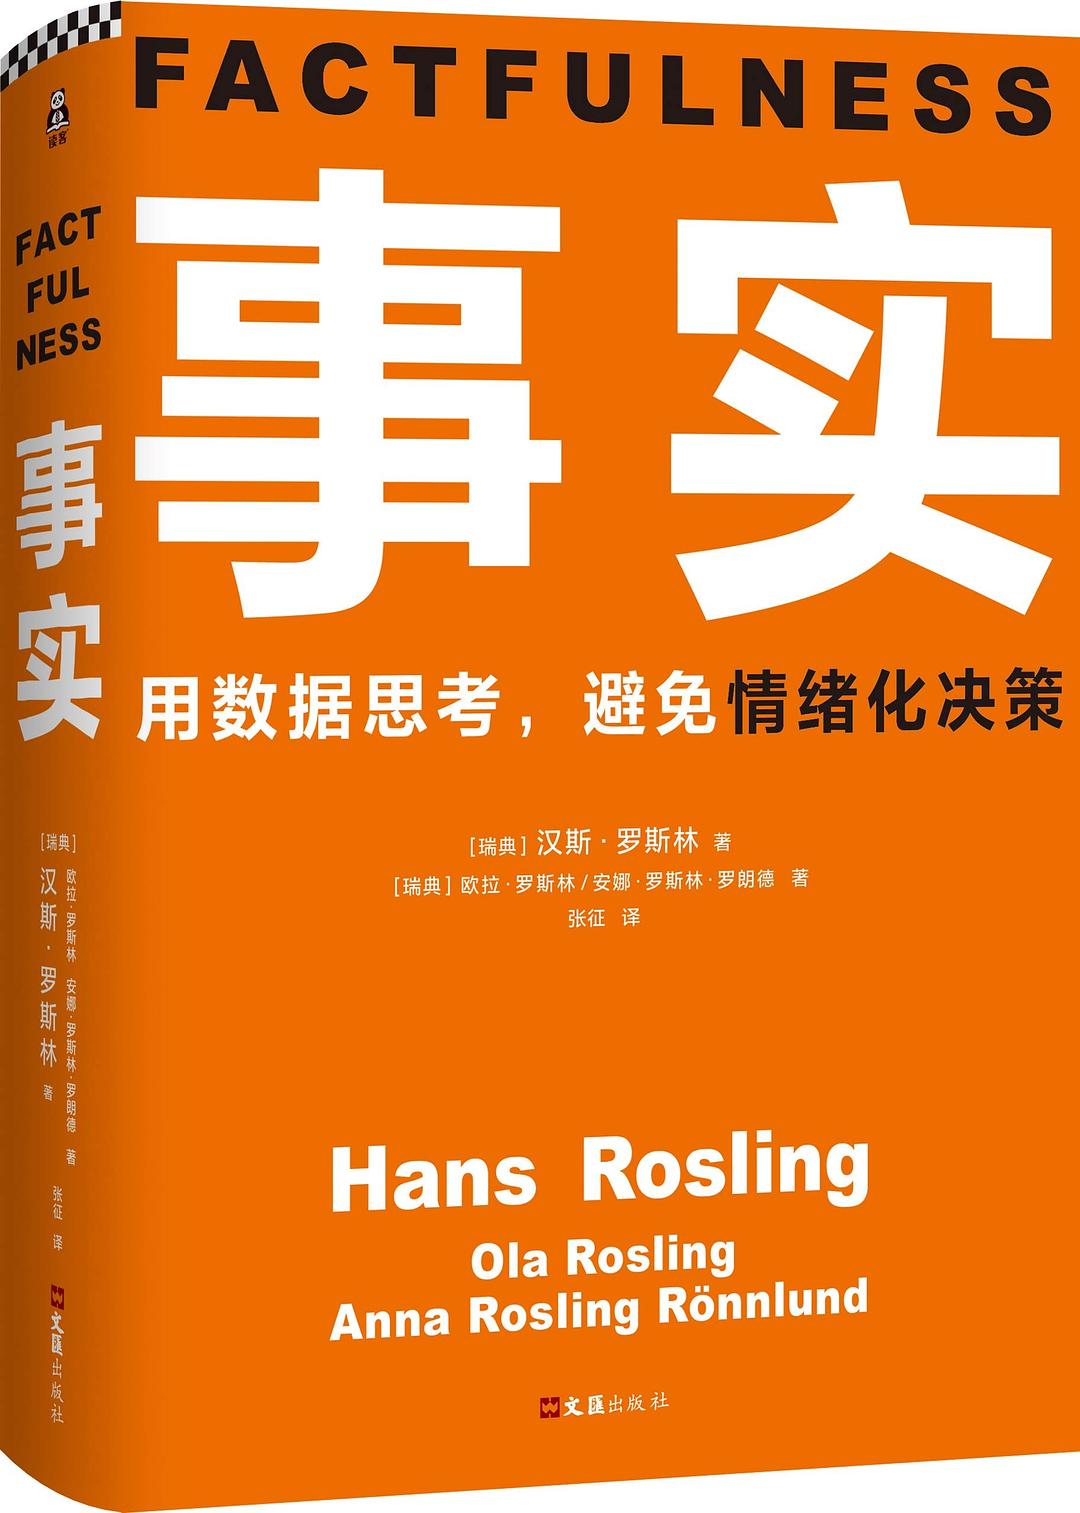 FACTFULNESS
事实
用数据思考，避免情绪化决策
[瑞典] 汉斯·罗斯林 著
[瑞典] 欧拉·罗斯林 / 安娜·罗斯林·罗朗德 著
张征 译
Hans Rosling
Ola Rosling
Anna Rosling Rönnlund
文匯出版社
读客
FACT
FUL
NESS
事实
[瑞典]
汉斯·罗斯林 著
欧拉·罗斯林 安娜·罗斯林·罗朗德 著
张征 译
文匯出版社